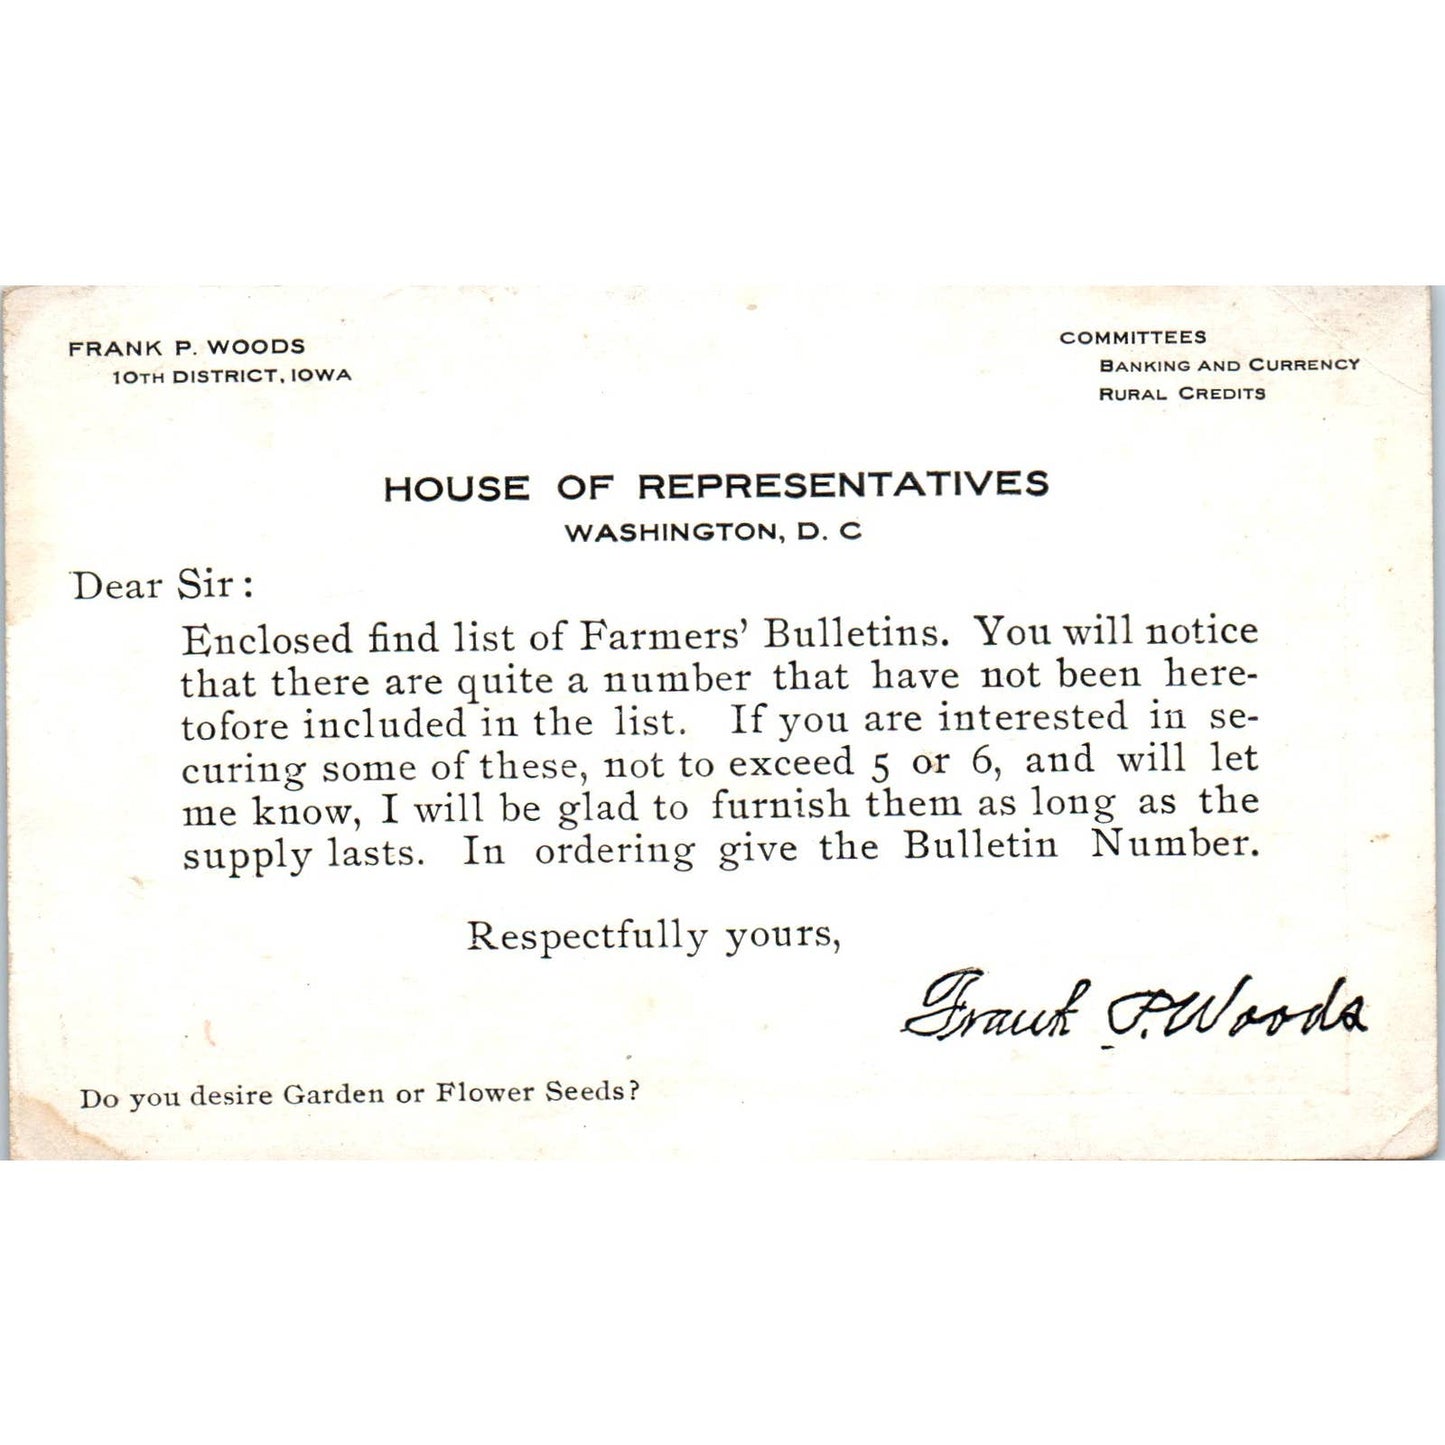 FRANK P. WOODS
10TH DISTRICT, IOWA
COMMITTEES
BANKING AND CURRENCY
RURAL CREDITS
HOUSE OF REPRESENTATIVES
WASHINGTON, D. C
Dear Sir:
Enclosed find list of Farmers' Bulletins. You will notice
that there are quite a number that have not been here-
tofore included in the list. If you are interested in se-
curing some of these, not to exceed 5 or 6, and will let
me know, I will be glad to furnish them as long as the
supply lasts. In ordering give the Bulletin Number.
Respectfully yours,
Frank P. Woods
Do you desire Garden or Flower Seeds?